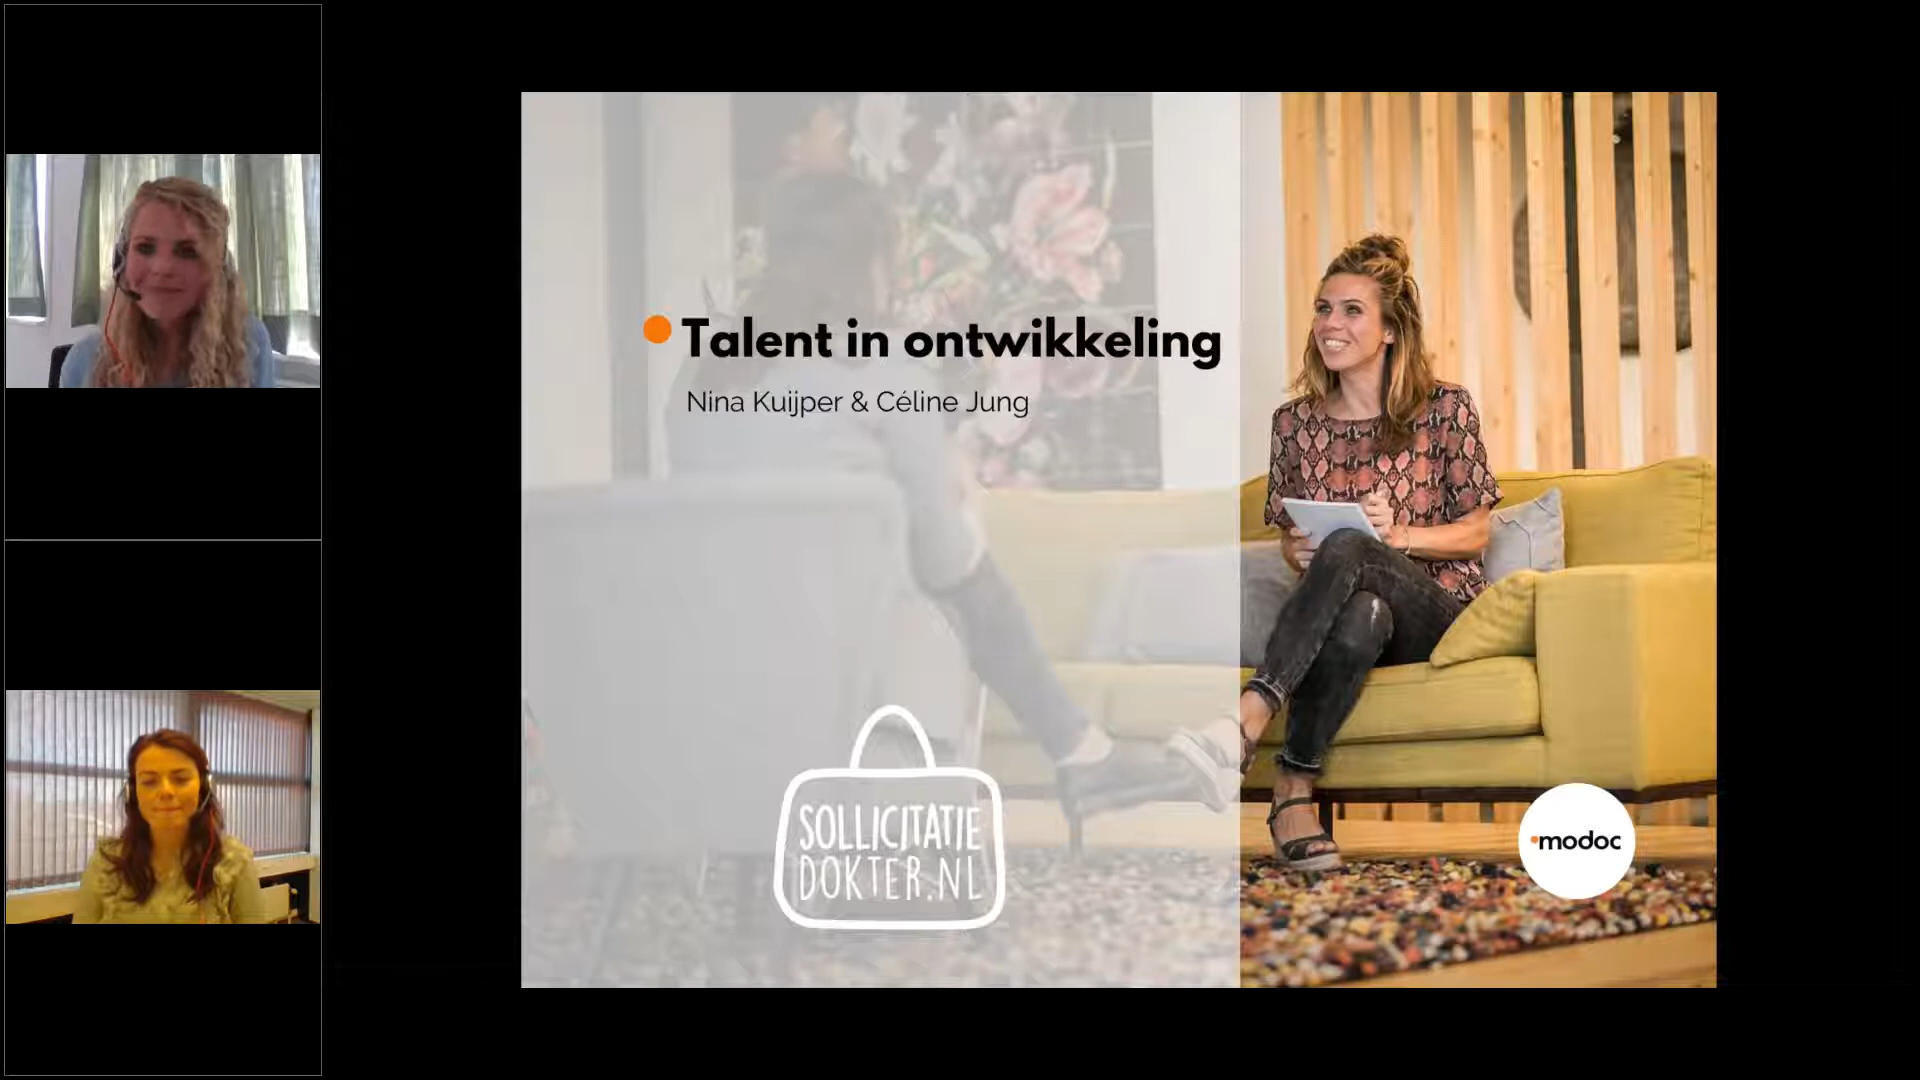 Talent in ontwikkeling
Nina Kuijper & Céline Jung
SOLLICITATIE
DOKTER.NL
modoc